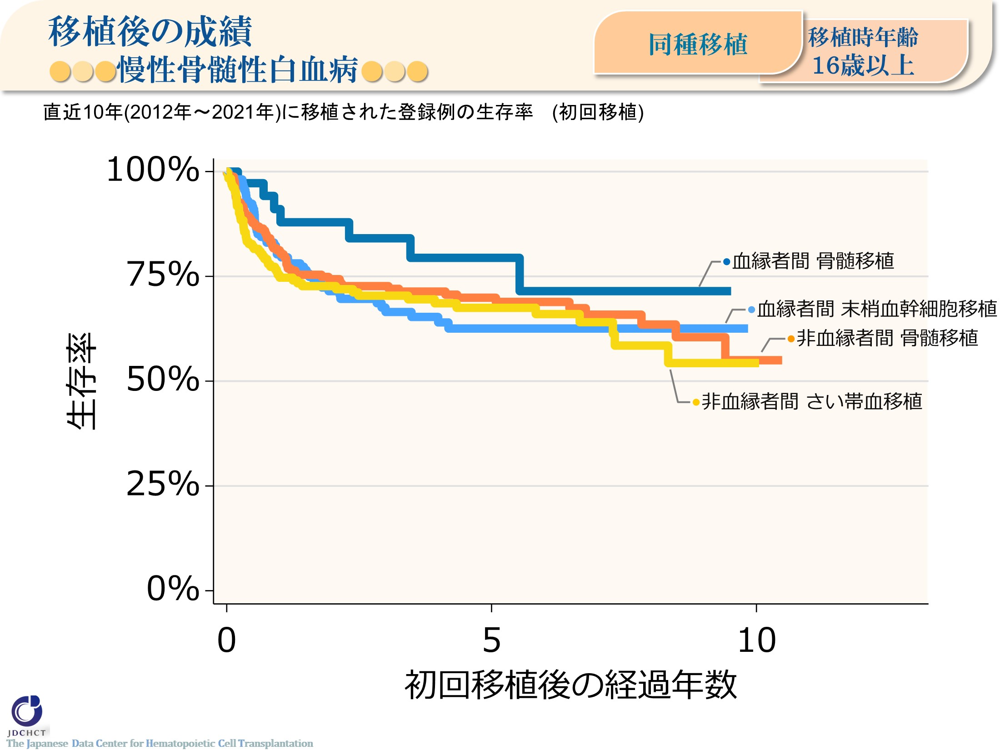 移植後の成績
慢性骨髄性白血病
同種移植
移植時年齢
16歳以上
直近10年(2012年～2021年)に移植された登録例の生存率　(初回移植)
100%
75%
50%
25%
0%
生存率
血縁者間 骨髄移植
血縁者間 末梢血幹細胞移植
非血縁者間 骨髄移植
非血縁者間 さい帯血移植
0
5
10
初回移植後の経過年数
JDCHCT
The Japanese Data Center for Hematopoietic Cell Transplantation